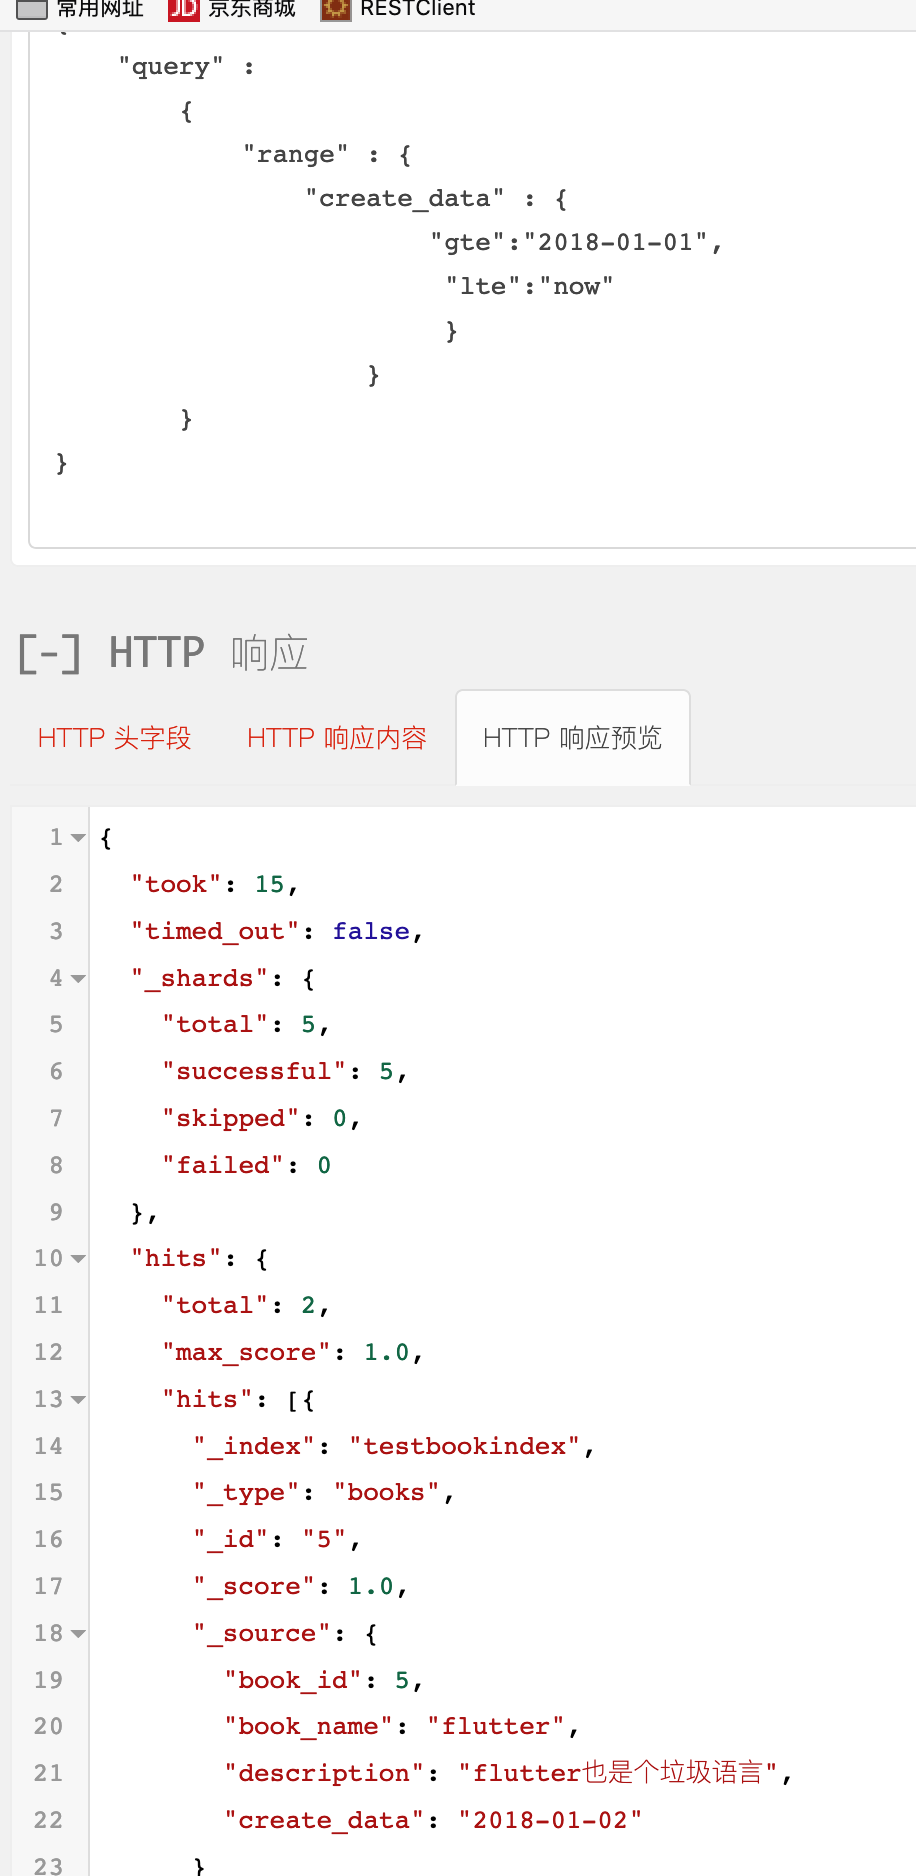 常用网址 JD 京东商城 RESTClient
{
"query" :
{
"range" : {
"create_data" : {
"gte":"2018-01-01",
"lte":"now"
}
}
}
}
[-] HTTP 响应
HTTP 头字段 HTTP 响应内容 HTTP 响应预览
1 {
2 "took": 15,
3 "timed_out": false,
4 "_shards": {
5 "total": 5,
6 "successful": 5,
7 "skipped": 0,
8 "failed": 0
9 },
10 "hits": {
11 "total": 2,
12 "max_score": 1.0,
13 "hits": [{
14 "_index": "testbookindex",
15 "_type": "books",
16 "_id": "5",
17 "_score": 1.0,
18 "_source": {
19 "book_id": 5,
20 "book_name": "flutter",
21 "description": "flutter也是个垃圾语言",
22 "create_data": "2018-01-02"
23 }